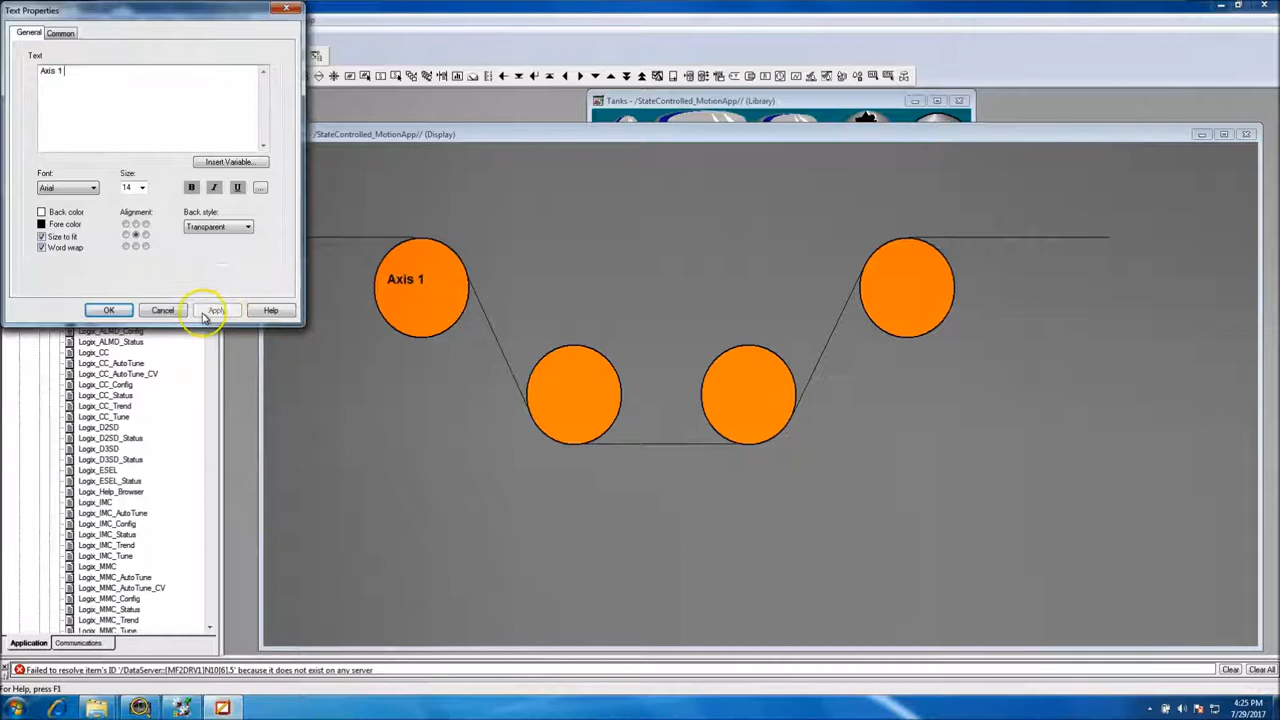 Text Properties
General
Common
Text
Axis 1
Insert Variable...
Font:
Size:
Arial
14
B
I
U
...
Back color
Alignment:
Back style:
Fore color
Transparent
Size to fit
Word wrap
OK
Cancel
Apply
Help
Tanks - /StateControlled_MotionApp// (Library)
/StateControlled_MotionApp// (Display)
Axis 1
Logix_ALMD_Config
Logix_ALMD_Status
Logix_CC
Logix_CC_AutoTune
Logix_CC_AutoTune_CV
Logix_CC_Config
Logix_CC_Status
Logix_CC_Trend
Logix_CC_Tune
Logix_D2SD
Logix_D2SD_Status
Logix_D3SD
Logix_D3SD_Status
Logix_ESEL
Logix_ESEL_Status
Logix_Help_Browser
Logix_IMC
Logix_IMC_AutoTune
Logix_IMC_Config
Logix_IMC_Status
Logix_IMC_Trend
Logix_IMC_Tune
Logix_MMC
Logix_MMC_AutoTune
Logix_MMC_AutoTune_CV
Logix_MMC_Config
Logix_MMC_Status
Logix_MMC_Trend
Logix_MMC_Tune
Application
Communications
Failed to resolve item's ID '/DataServer::[MF2DRV1]N10[6].5' because it does not exist on any server
Clear
Clear All
For Help, press F1
4:25 PM
7/29/2017